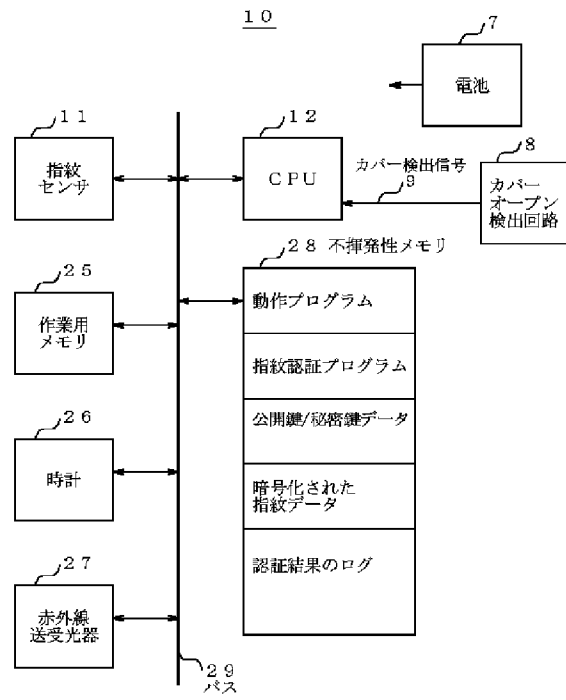 １０
７
電池
１１
指紋
センサ
１２
ＣＰＵ
カバー検出信号
９
８
カバー
オープン
検出回路
２８ 不揮発性メモリ
動作プログラム
指紋認証プログラム
公開鍵/秘密鍵データ
暗号化された
指紋データ
認証結果のログ
２５
作業用
メモリ
２６
時計
２７
赤外線
送受光器
２９
バス